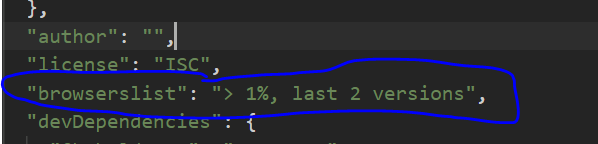 },
"author": "",
"license": "ISC",
"browserslist": "> 1%, last 2 versions",
"devDependencies": {